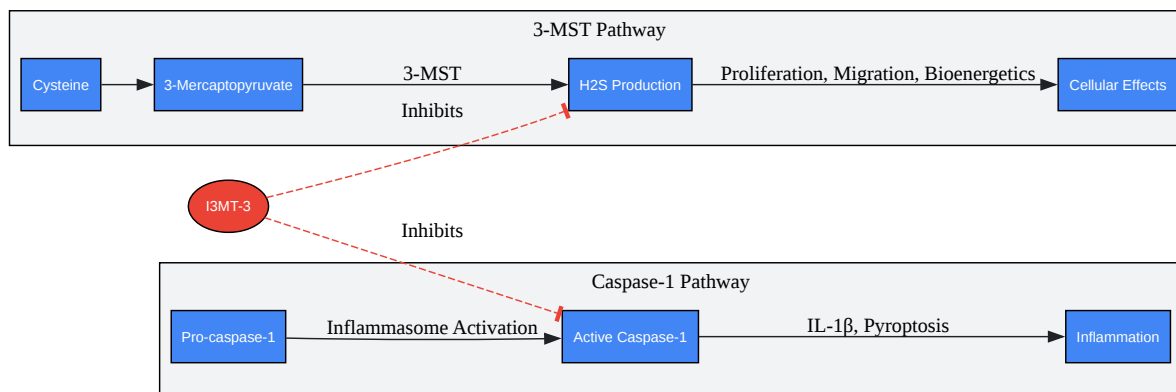 3-MST Pathway
Cysteine
3-Mercaptopyruvate
3-MST
H2S Production
Proliferation, Migration, Bioenergetics
Cellular Effects
Inhibits
I3MT-3
Inhibits
Caspase-1 Pathway
Pro-caspase-1
Inflammasome Activation
Active Caspase-1
IL-1β, Pyroptosis
Inflammation